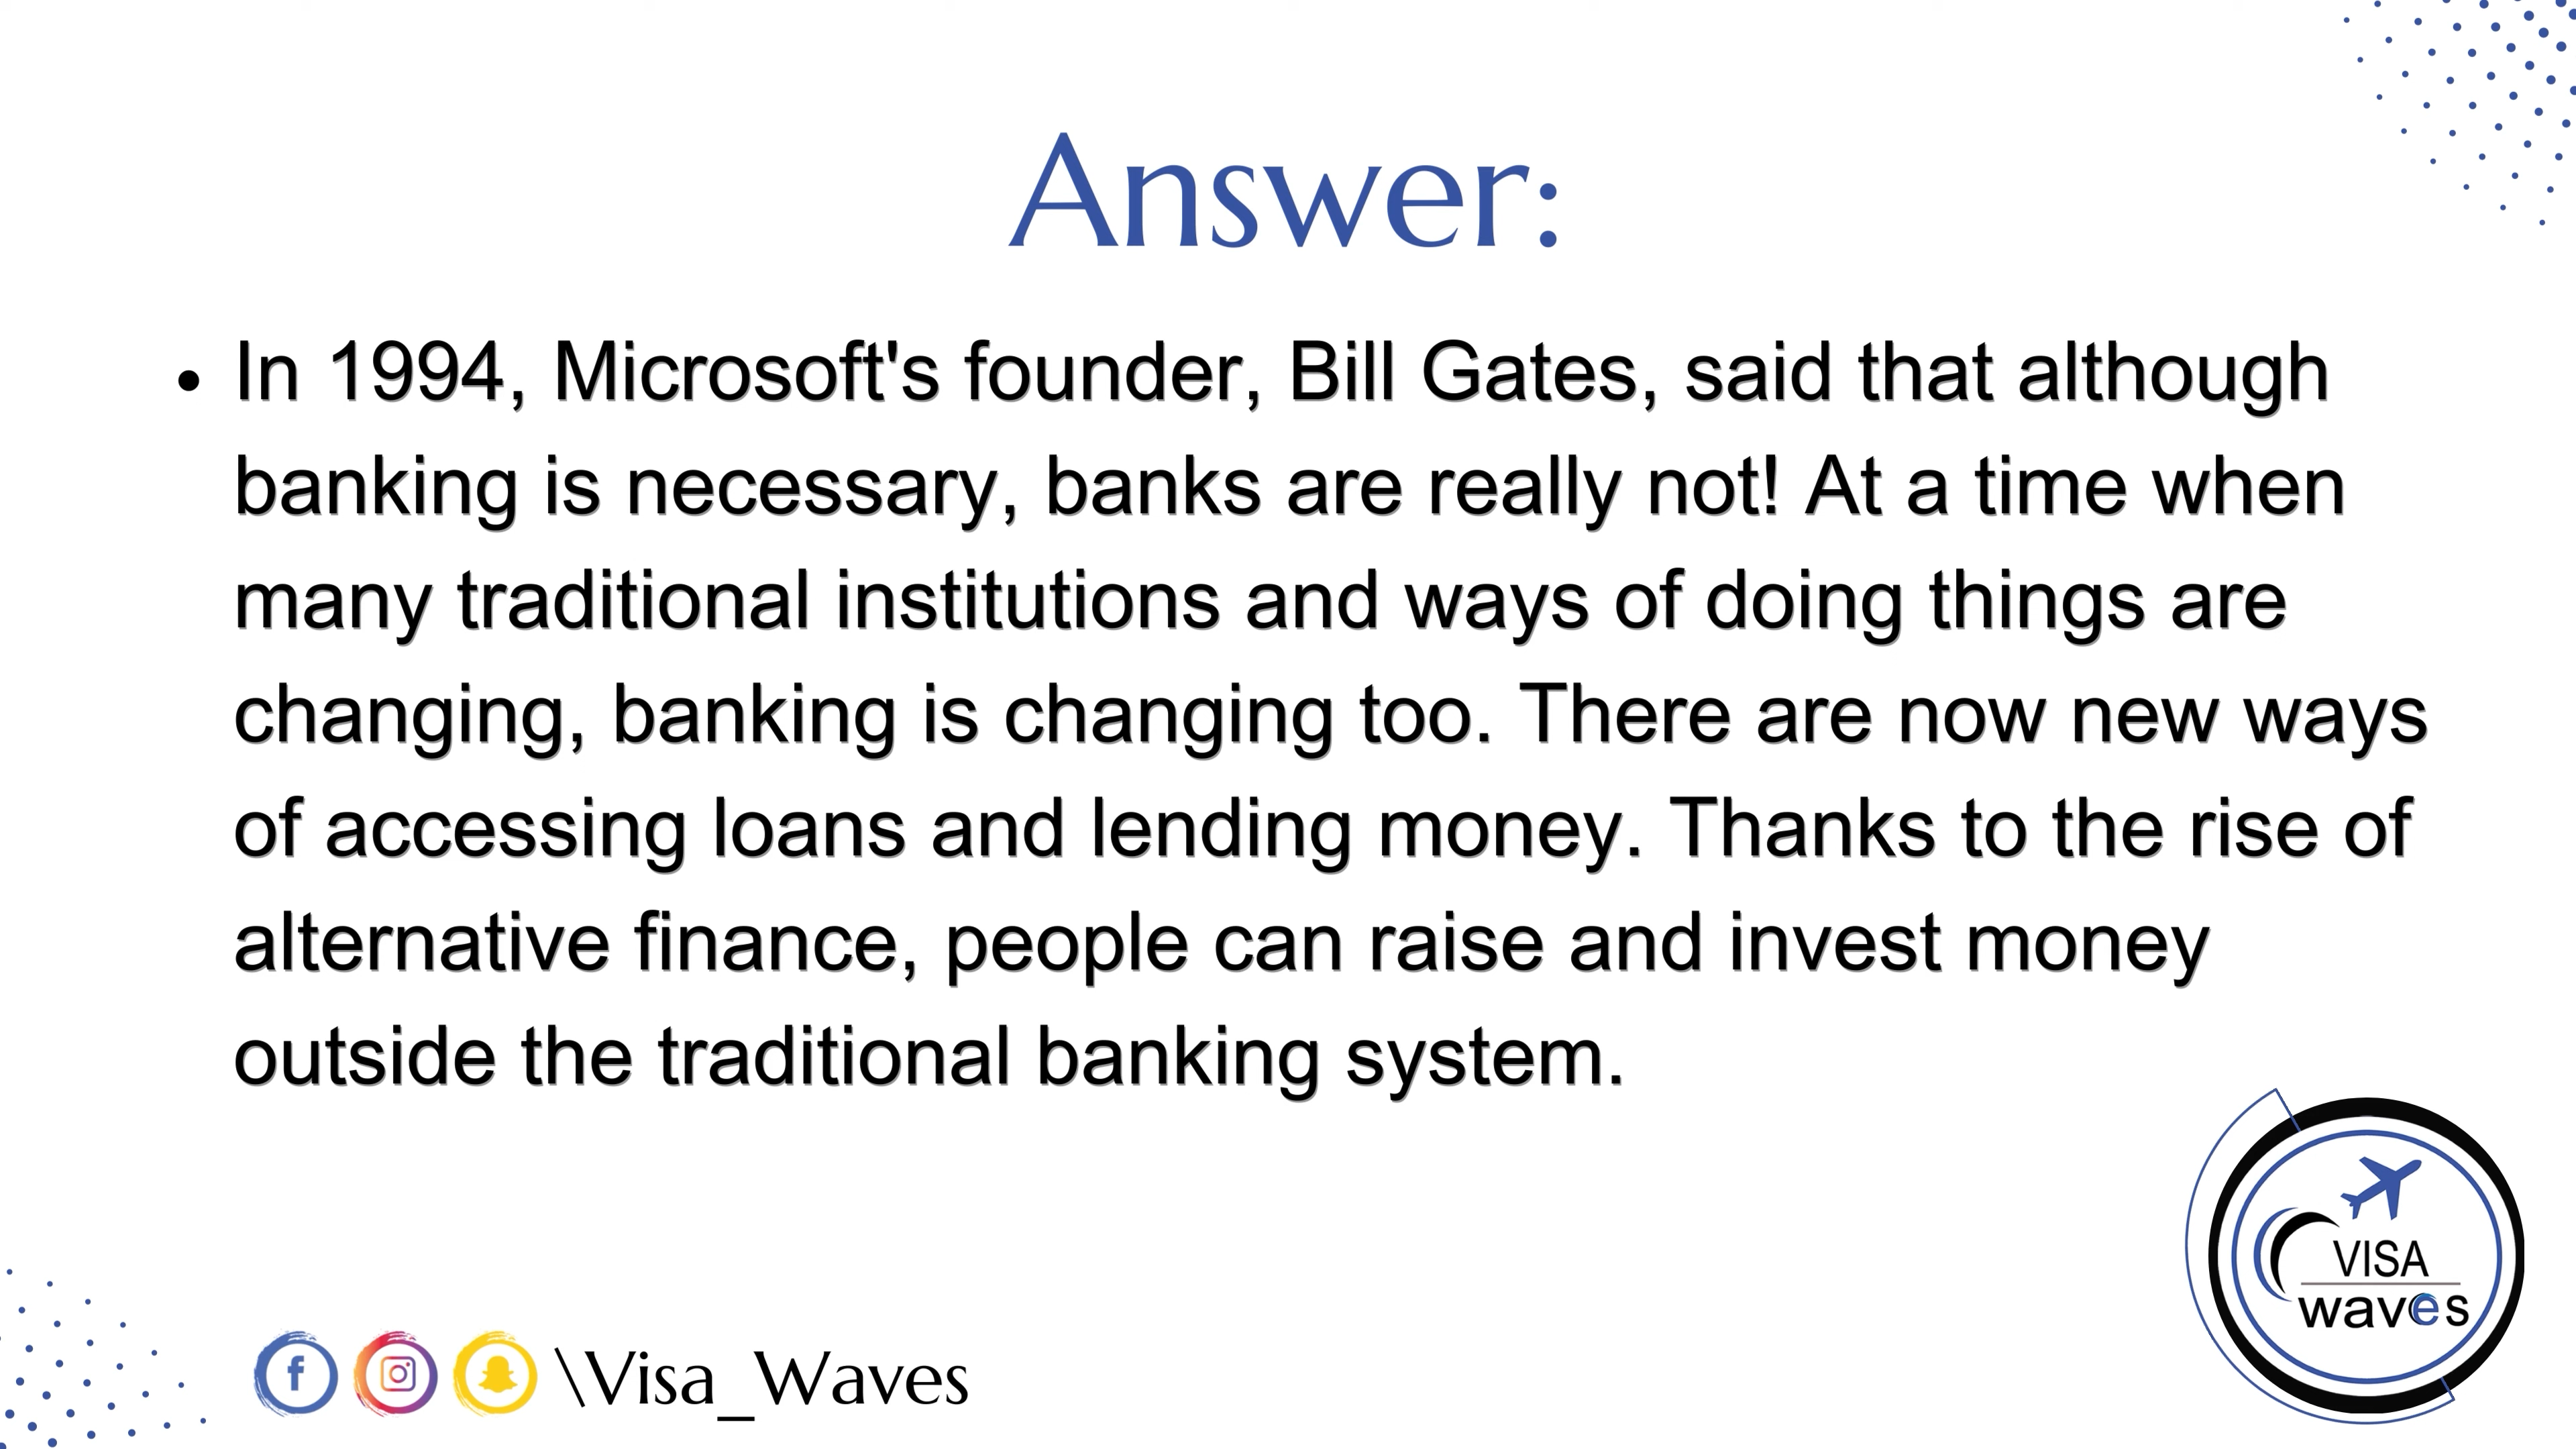 Answer:
• In 1994, Microsoft's founder, Bill Gates, said that although
banking is necessary, banks are really not! At a time when
many traditional institutions and ways of doing things are
changing, banking is changing too. There are now new ways
of accessing loans and lending money. Thanks to the rise of
alternative finance, people can raise and invest money
outside the traditional banking system.
VISA
waves
\Visa_Waves